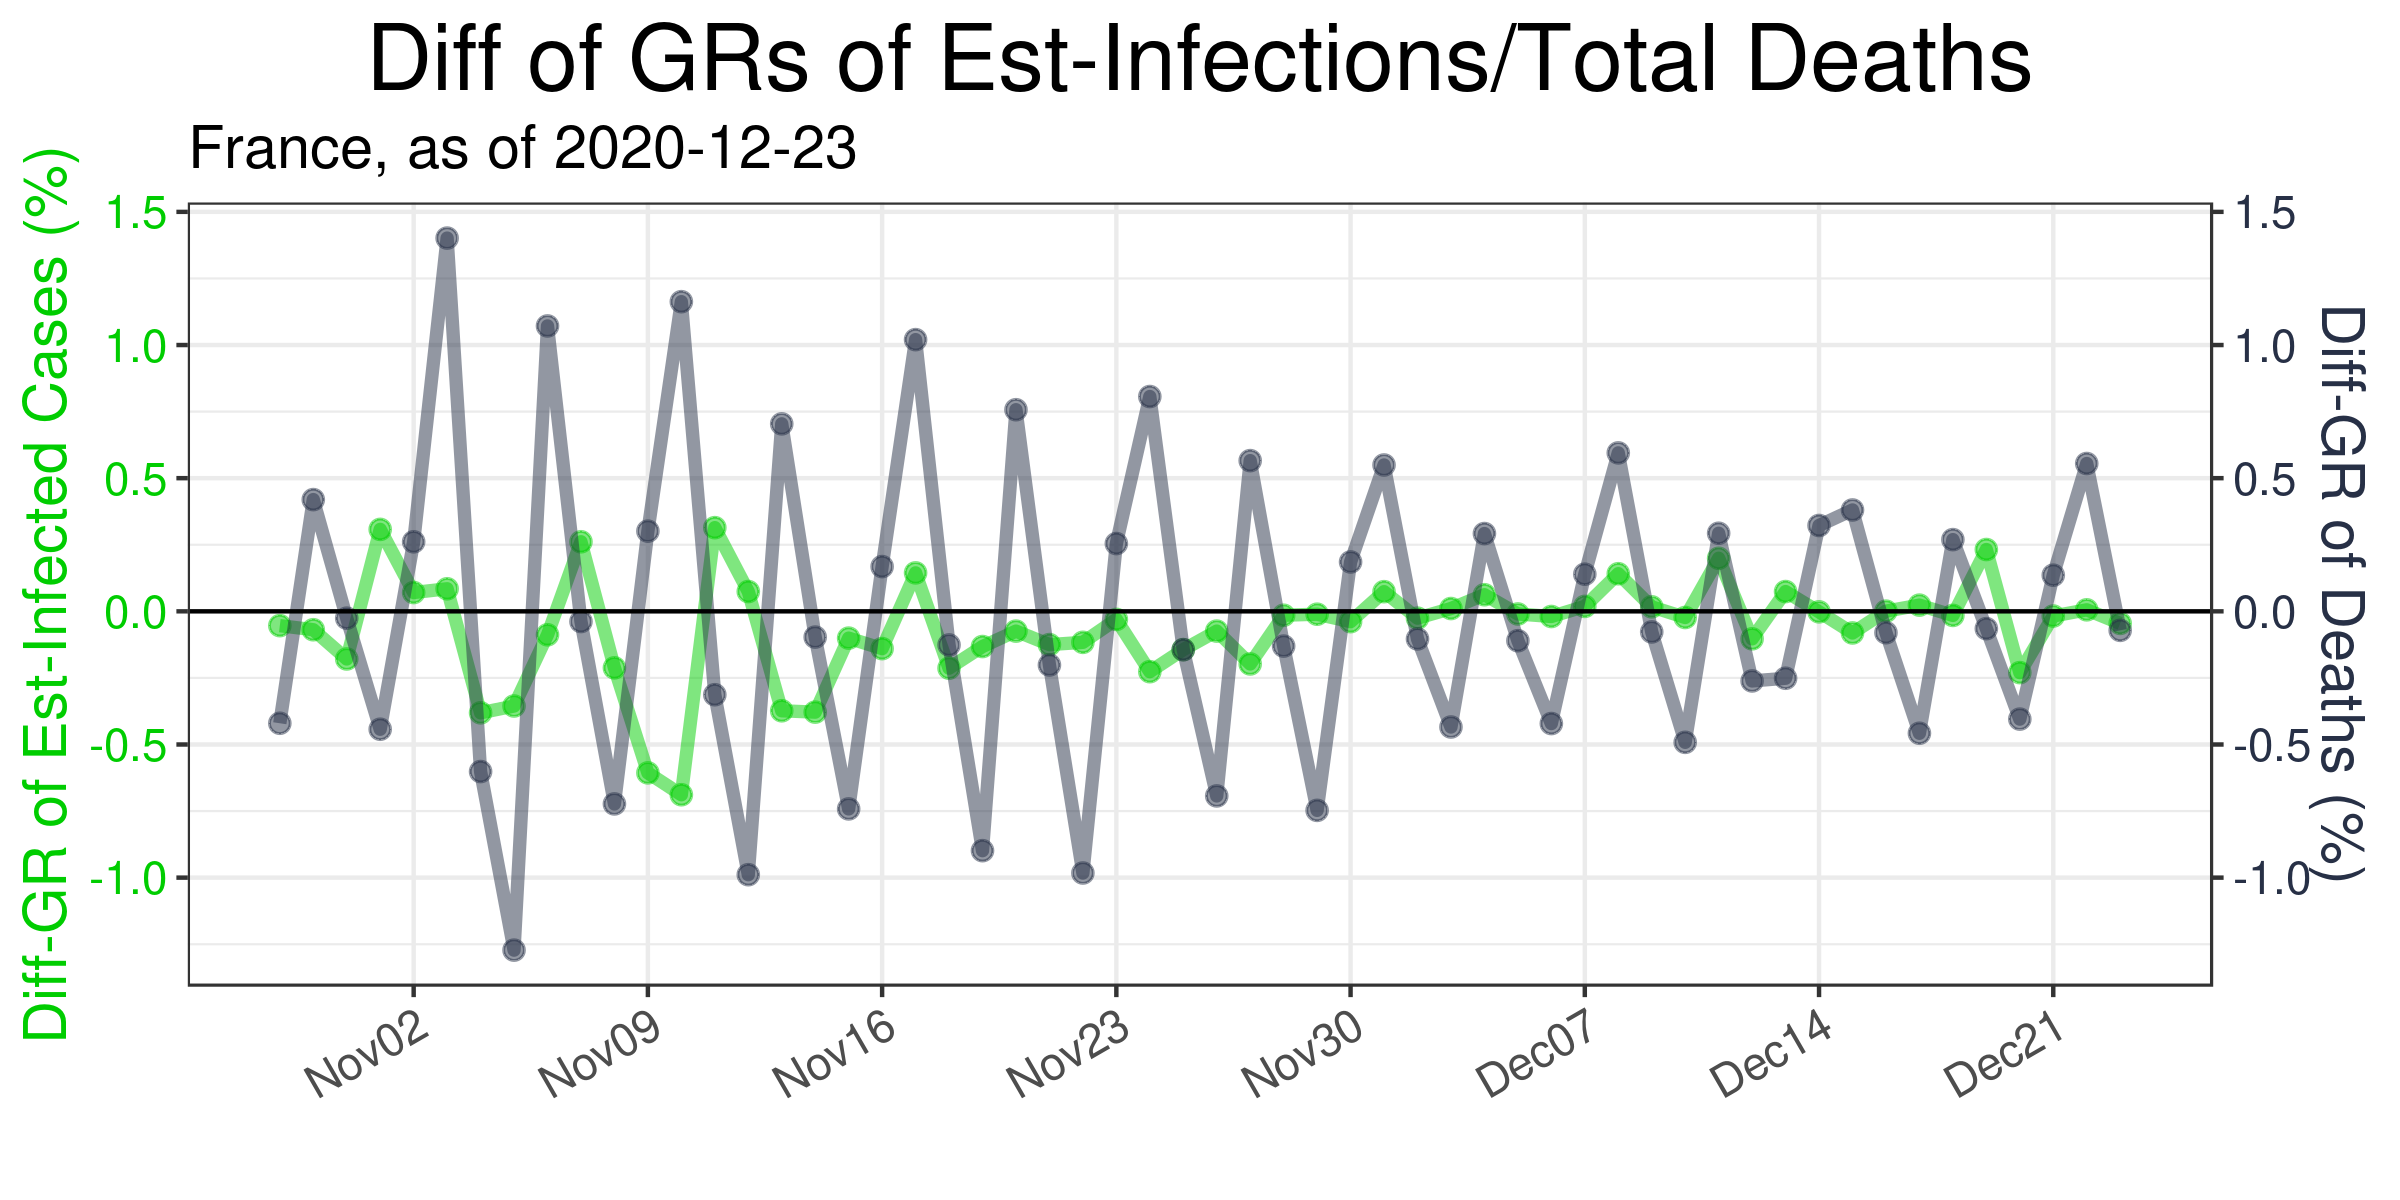 Diff of GRs of Est-Infections/Total Deaths
France, as of 2020-12-23
Diff-GR of Est-Infected Cases (%)
1.5
1.0
0.5
0.0
-0.5
-1.0
1.5
1.0
0.5
0.0
-0.5
-1.0
Diff-GR of Deaths (%)
Nov02
Nov09
Nov16
Nov23
Nov30
Dec07
Dec14
Dec21